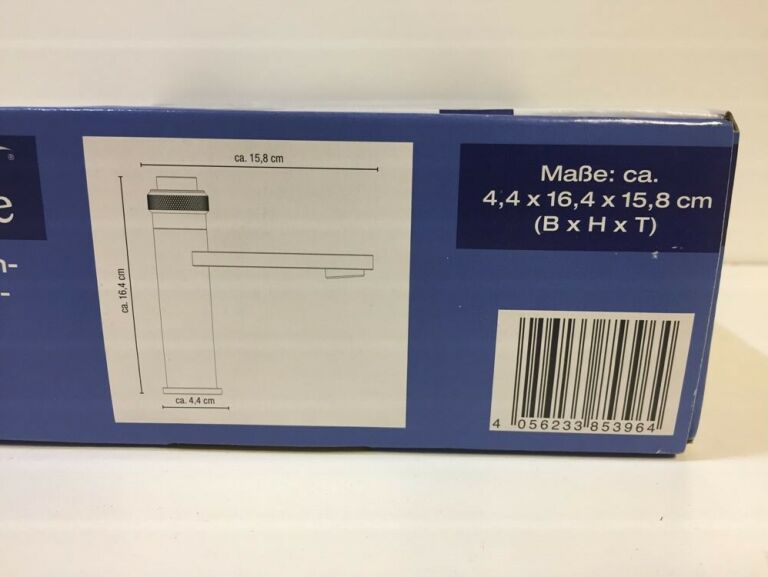 ®
e
n-
-
ca. 15,8 cm
ca. 16,4 cm
ca. 4,4 cm
Maße: ca.
4,4 x 16,4 x 15,8 cm
(B x H x T)
4 056233 853964